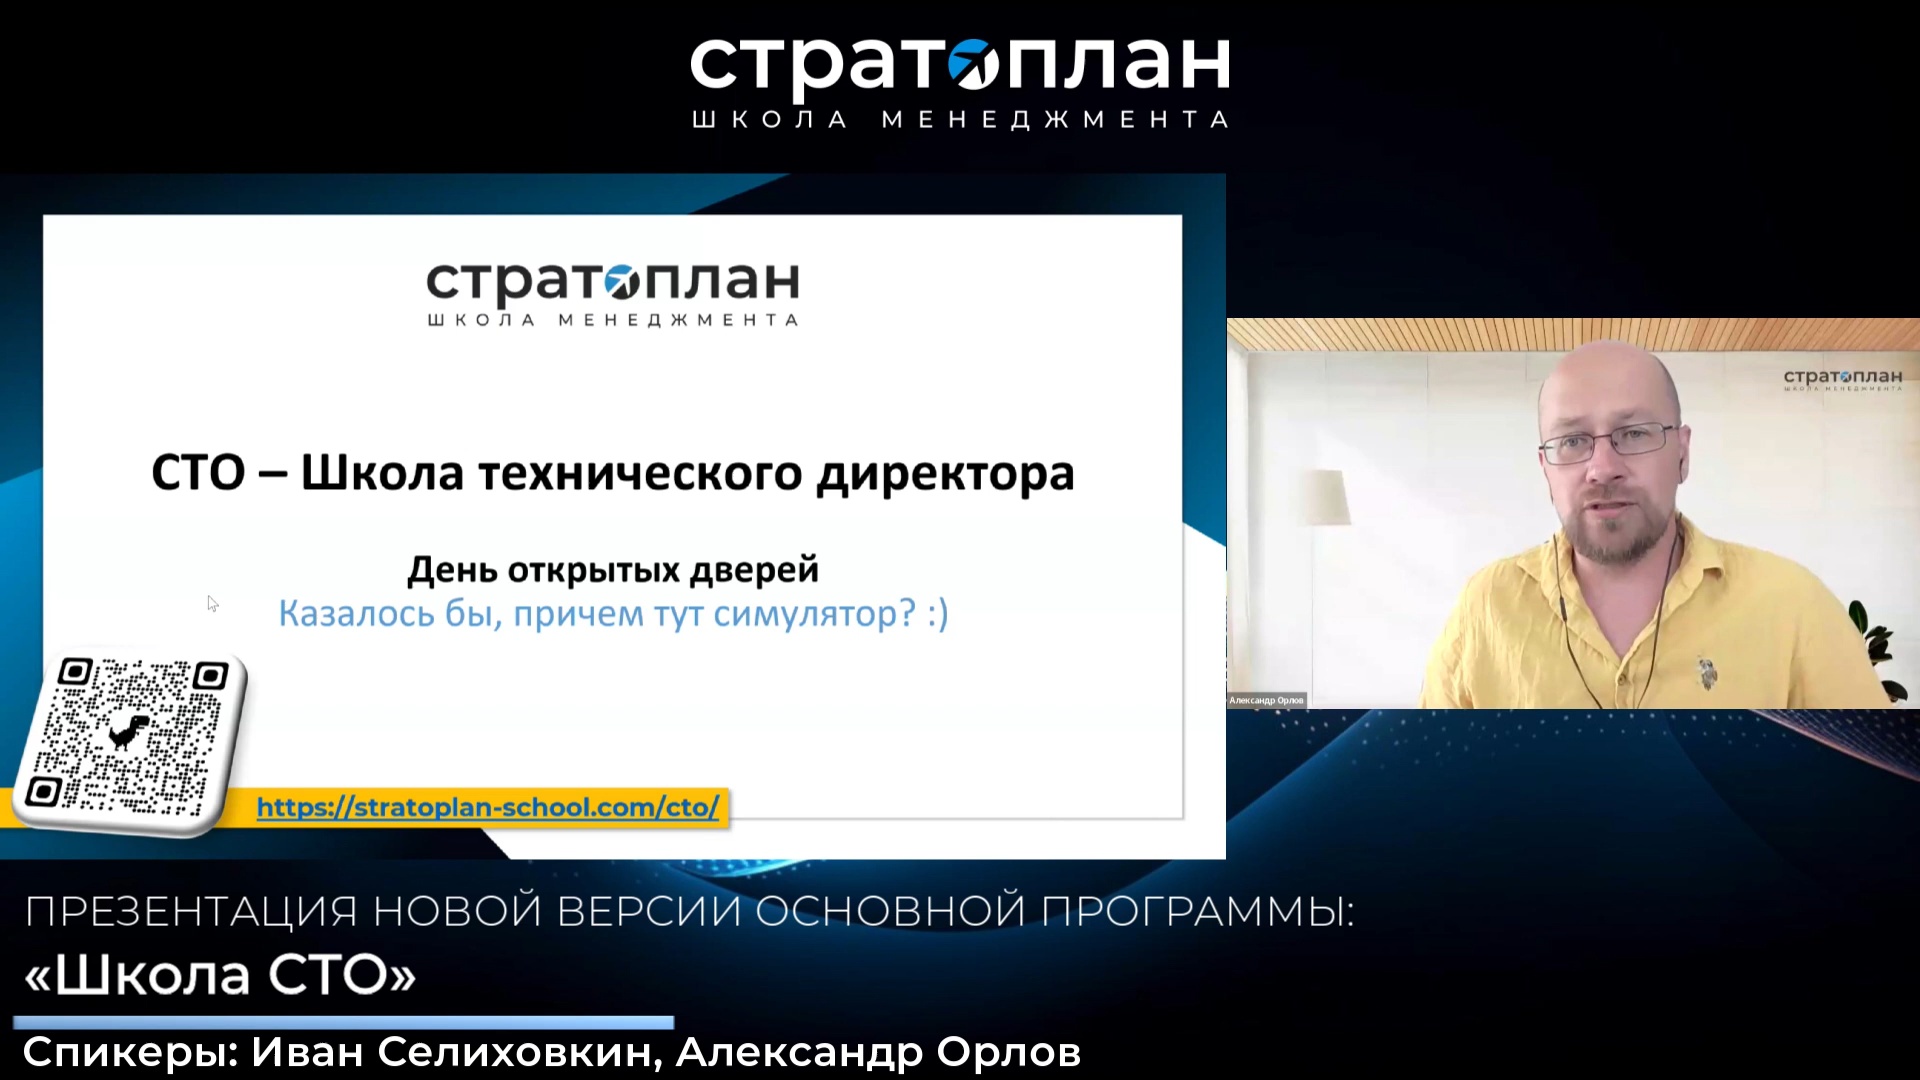 стратоплан
ШКОЛА МЕНЕДЖМЕНТА
стратоплан
ШКОЛА МЕНЕДЖМЕНТА
СТО – Школа технического директора
День открытых дверей
Казалось бы, причем тут симулятор? :)
https://stratoplan-school.com/cto/
стратоплан
ШКОЛА МЕНЕДЖМЕНТА
Александр Орлов
ПРЕЗЕНТАЦИЯ НОВОЙ ВЕРСИИ ОСНОВНОЙ ПРОГРАММЫ:
«Школа СТО»
Спикеры: Иван Селиховкин, Александр Орлов